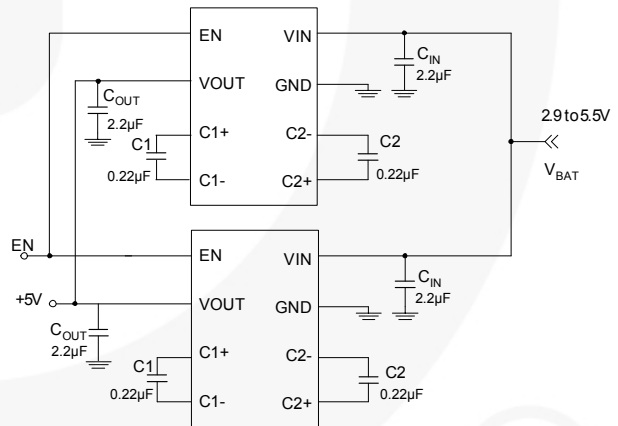 EN
VIN
C_IN
2.2µF
VOUT
GND
C_OUT
2.2µF
C1+
C2-
C1
C2
0.22µF
0.22µF
C1-
C2+
2.9 to 5.5V
V_BAT
EN
EN
VIN
C_IN
2.2µF
+5V
VOUT
GND
C_OUT
2.2µF
C1+
C2-
C1
C2
0.22µF
0.22µF
C1-
C2+